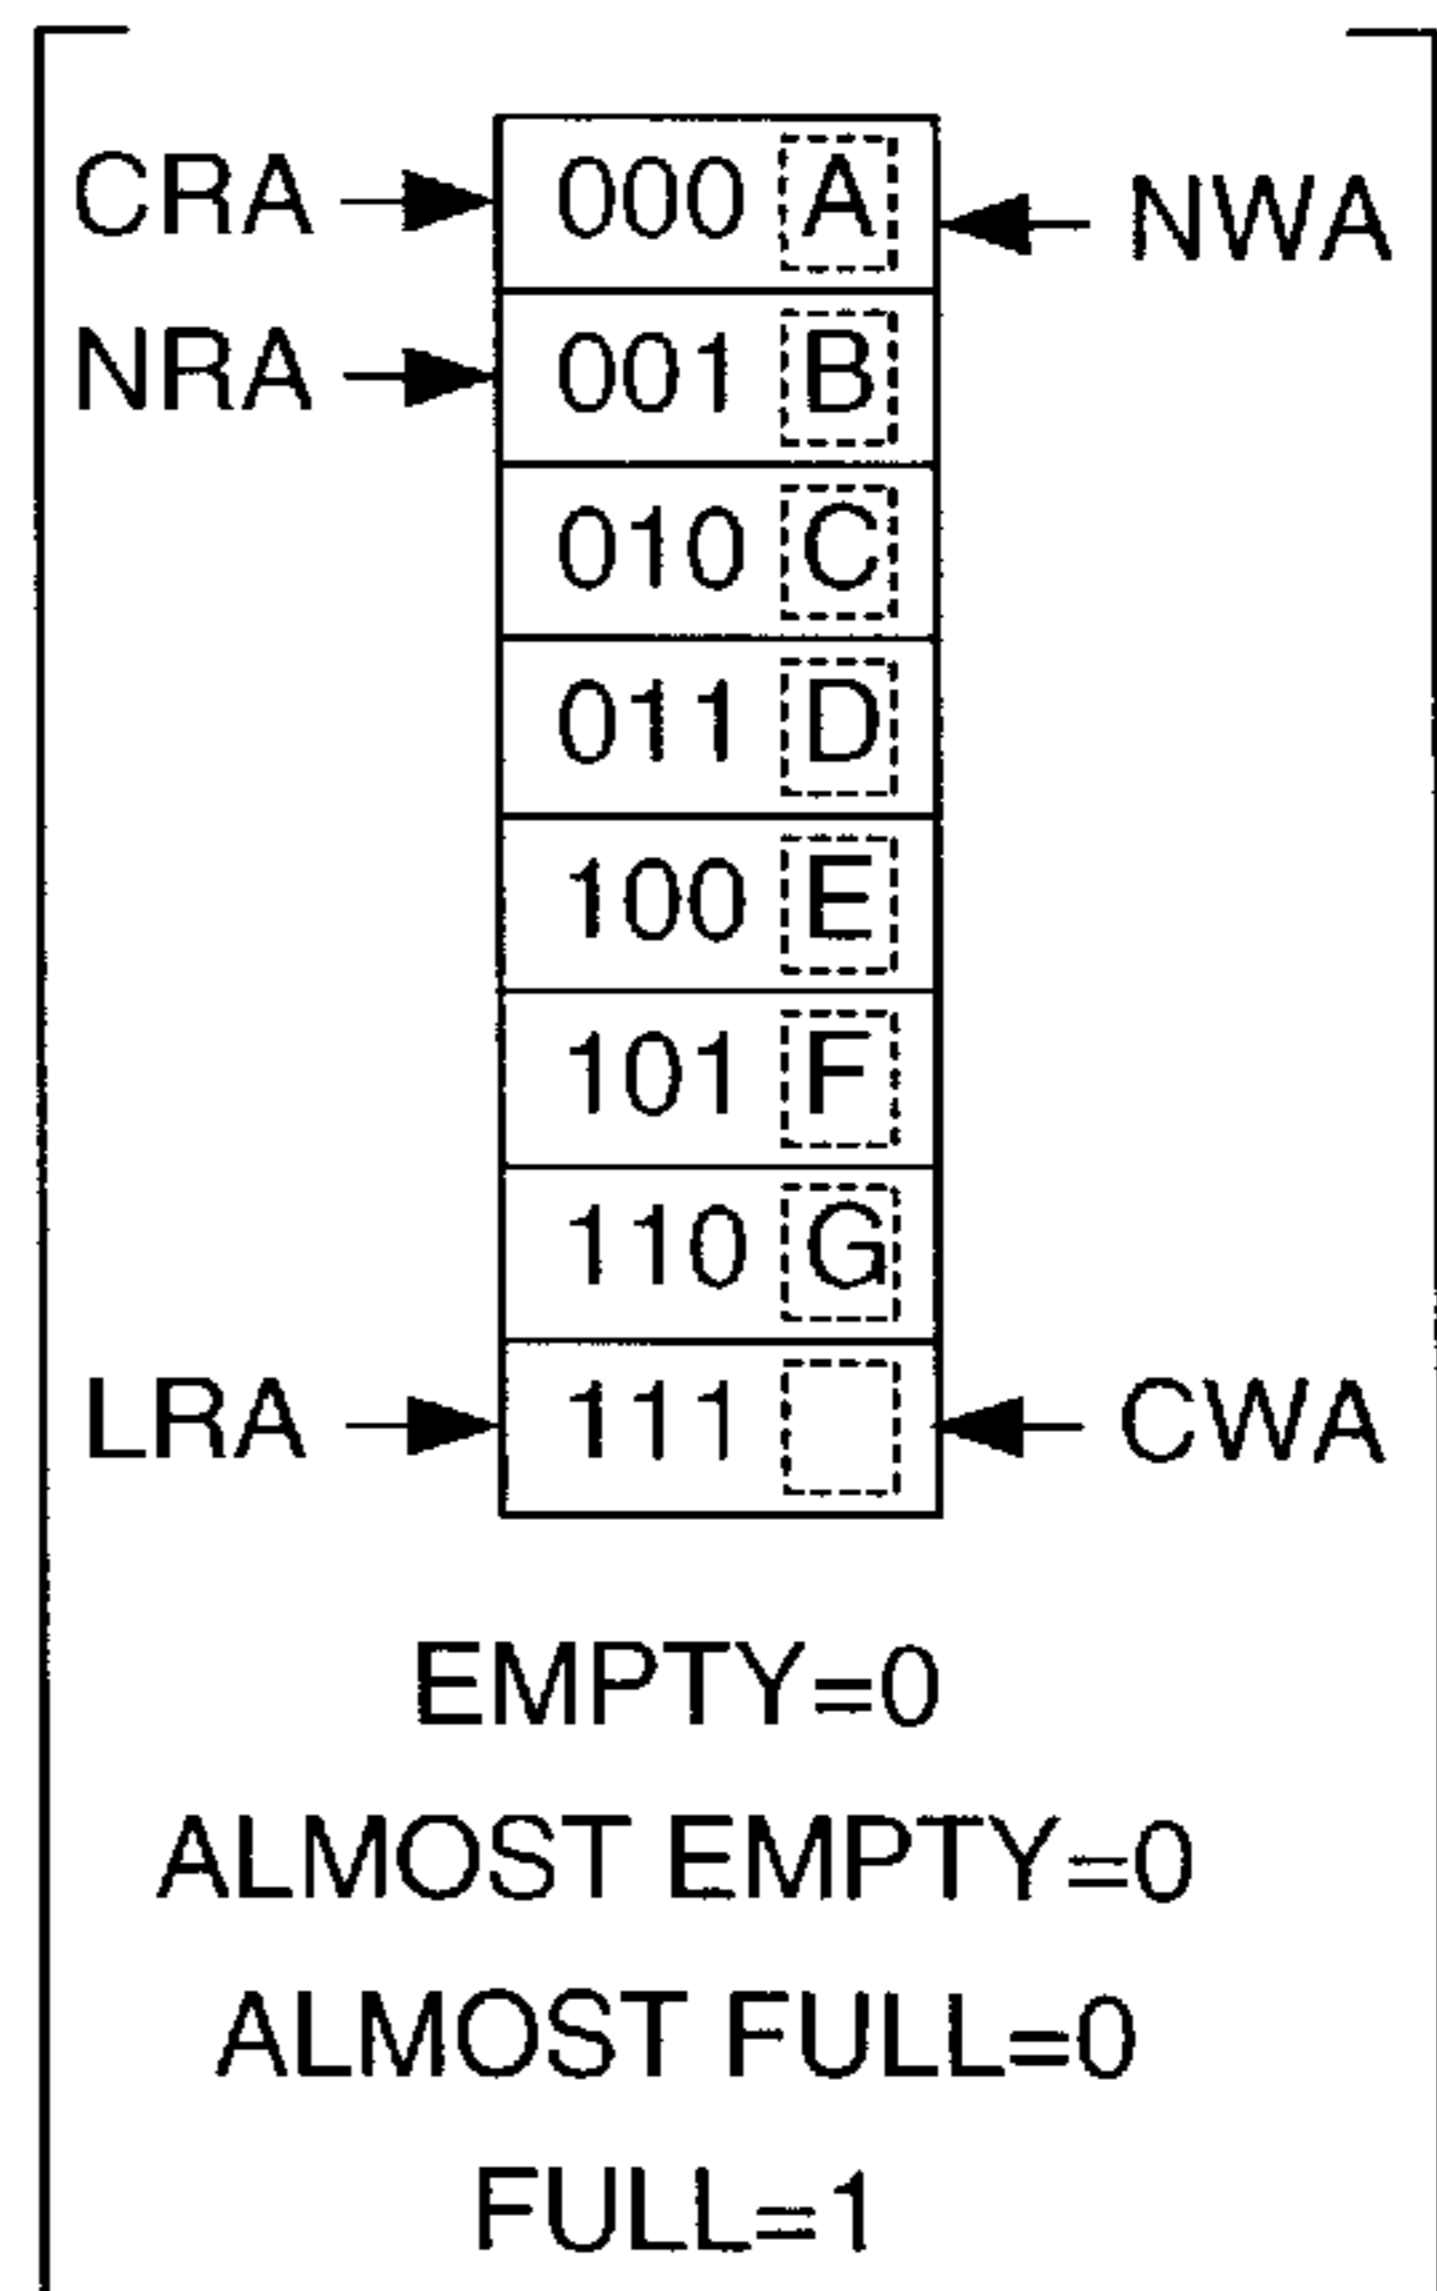 CRA 000 A NWA
NRA 001 B
010 C
011 D
100 E
101 F
110 G
LRA 111 CWA
EMPTY=0
ALMOST EMPTY=0
ALMOST FULL=0
FULL=1